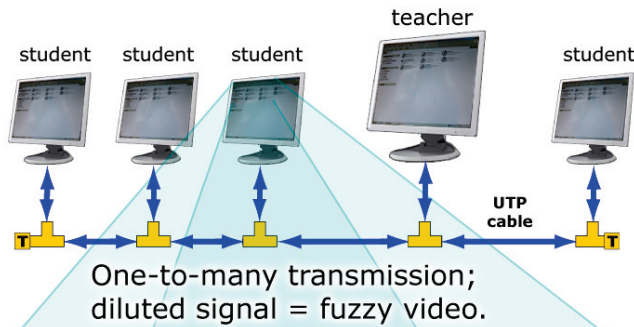 teacher
student
student
student
student
UTP
cable
T
T
One-to-many transmission;
diluted signal = fuzzy video.